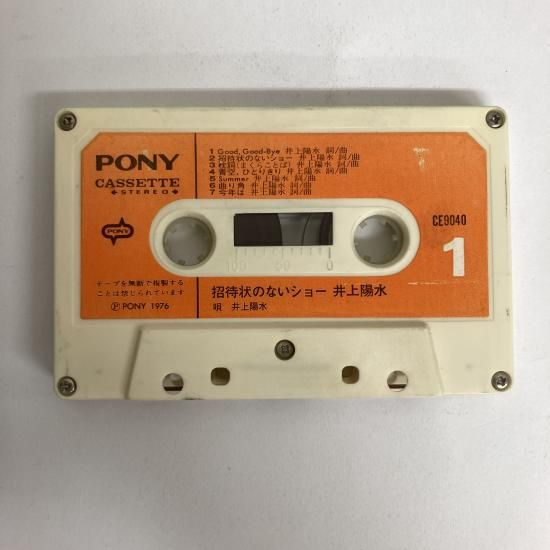 PONY
CASSETTE
STEREO
PONY
テープを無断で複製する
ことは禁じられています
Ⓟ PONY 1976
1 Good, Good-Bye 井上陽水 詞/曲
2 招待状のないショー 井上陽水 詞/曲
3 枕詞(まくらことば) 井上陽水 詞/曲
4 青空、ひとりきり 井上陽水 詞/曲
5 Summer 井上陽水 詞/曲
6 曲り角 井上陽水 詞/曲
7 今年は 井上陽水 詞/曲
CE9040
1
100 50 0
招待状のないショー 井上陽水
唄 井上陽水